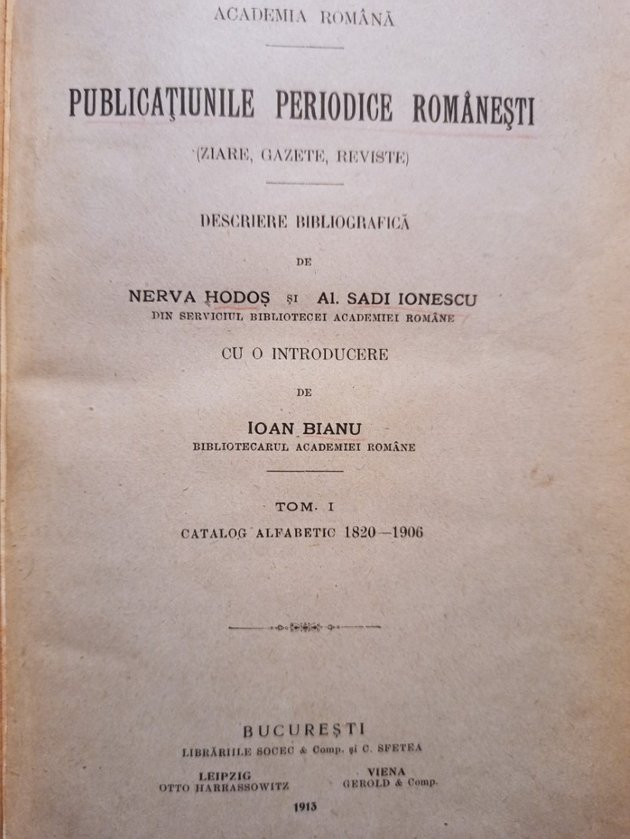 ACADEMIA ROMÂNĂ
PUBLICAŢIUNILE PERIODICE ROMÂNEŞTI
(ZIARE, GAZETE, REVISTE)
DESCRIERE BIBLIOGRAFICĂ
DE
NERVA HODOŞ ŞI Al. SADI IONESCU
DIN SERVICIUL BIBLIOTECEI ACADEMIEI ROMÂNE
CU O INTRODUCERE
DE
IOAN BIANU
BIBLIOTECARUL ACADEMIEI ROMÂNE
TOM. I
CATALOG ALFABETIC 1820—1906
BUCUREŞTI
LIBRĂRIILE SOCEC & Comp. şi C. SFETEA
LEIPZIG
OTTO HARRASSOWITZ
VIENA
GEROLD & Comp.
1913